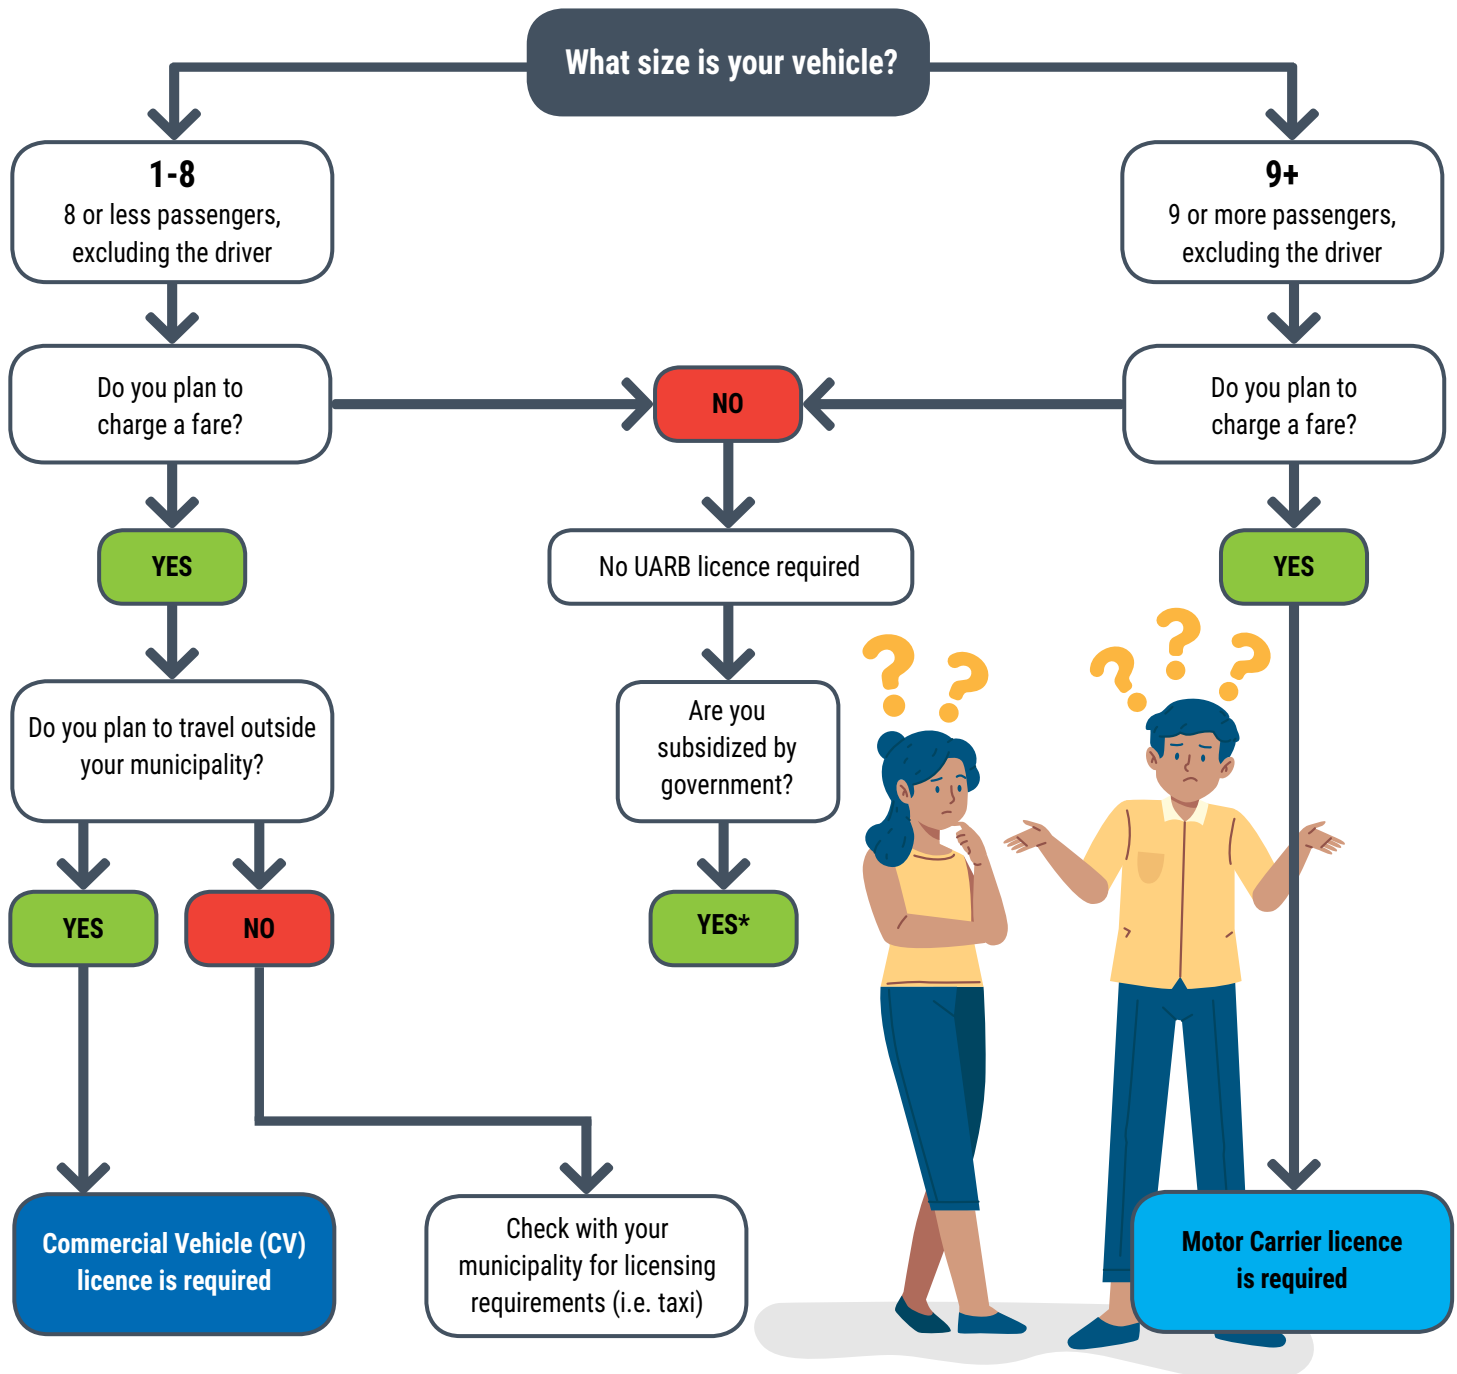 What size is your vehicle?
1-8
8 or less passengers,
excluding the driver
9+
9 or more passengers,
excluding the driver
Do you plan to
charge a fare?
NO
Do you plan to
charge a fare?
YES
No UARB licence required
YES
Do you plan to travel outside
your municipality?
Are you
subsidized by
government?
YES
NO
YES*
Commercial Vehicle (CV)
licence is required
Check with your
municipality for licensing
requirements (i.e. taxi)
Motor Carrier licence
is required